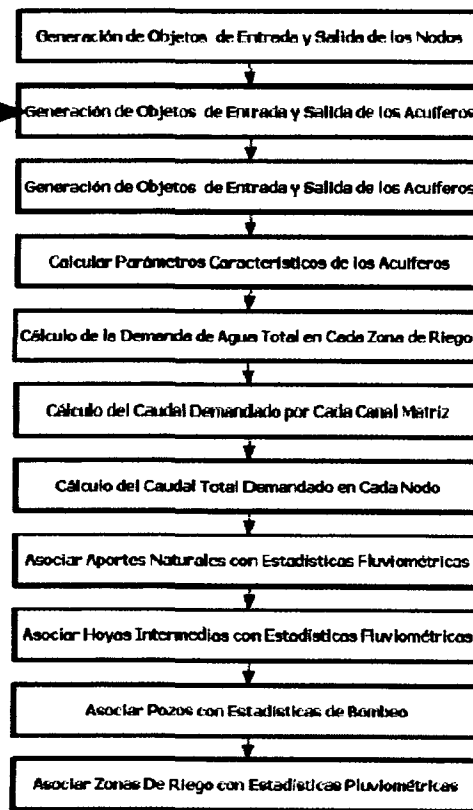 Generación de Objetos de Entrada y Salida de los Nodos
Generación de Objetos de Entrada y Salida de los Acuíferos
Generación de Objetos de Entrada y Salida de los Acuíferos
Calcular Parámetros Característicos de los Acuíferos
Cálculo de la Demanda de Agua Total en Cada Zona de Riego
Cálculo del Caudal Demandado por Cada Canal Matriz
Cálculo del Caudal Total Demandado en Cada Nodo
Asociar Aportes Naturales con Estadísticas Fluviométricas
Asociar Hoyas Intermedias con Estadísticas Fluviométricas
Asociar Pozos con Estadísticas de Bombeo
Asociar Zonas De Riego con Estadísticas Pluviométricas